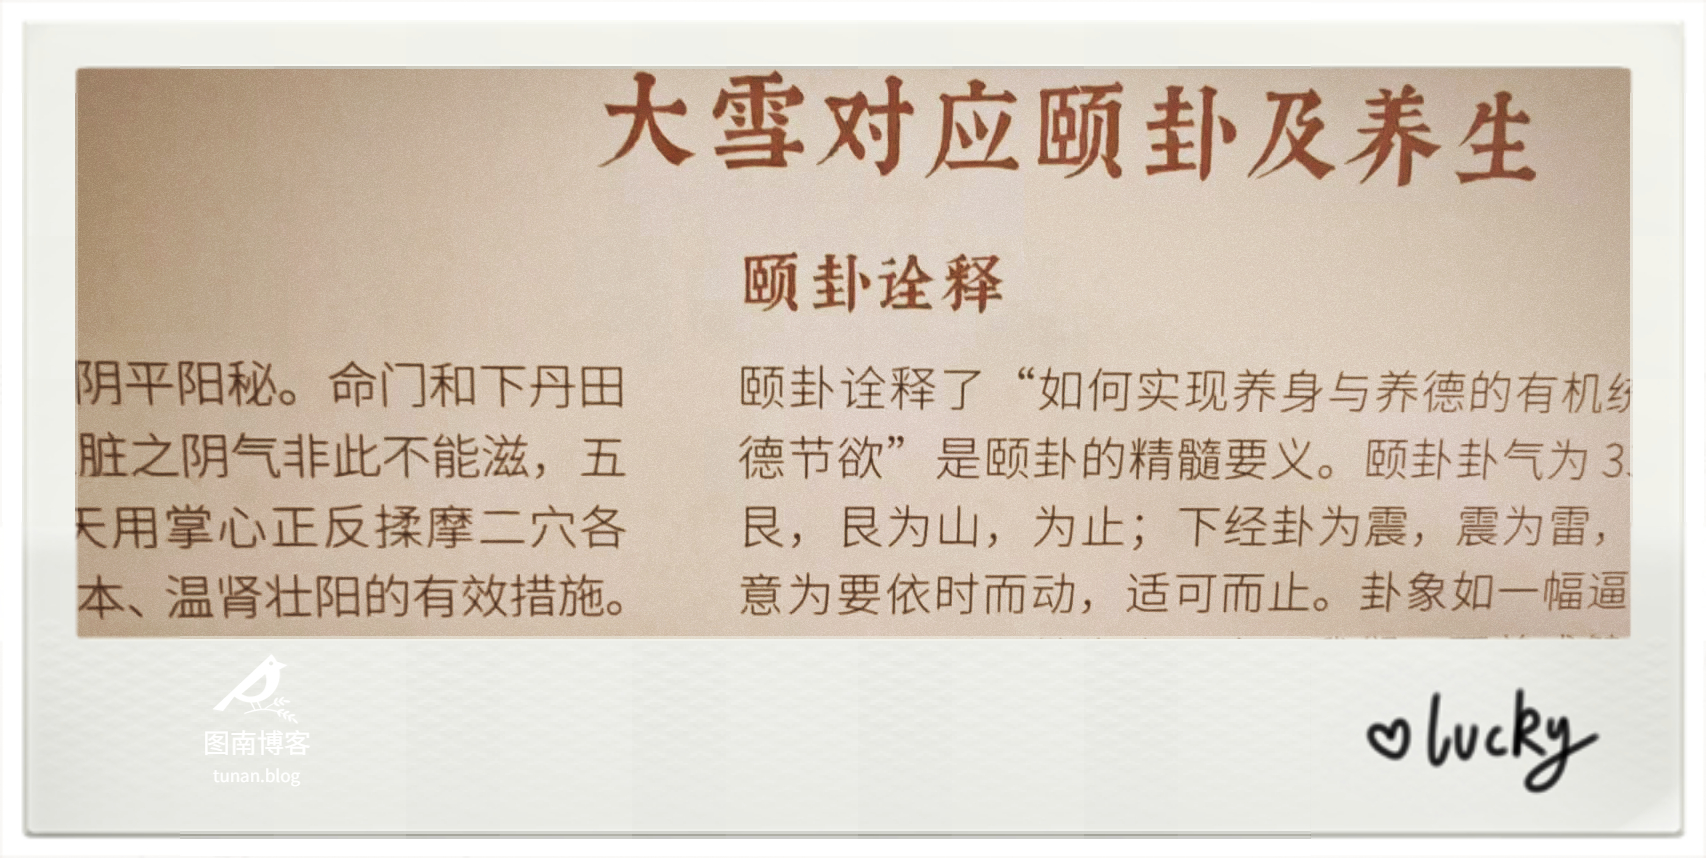 大雪对应颐卦及养生
颐卦诠释
阴平阳秘。命门和下丹田
脏之阴气非此不能滋，五
天用掌心正反揉摩二穴各
本、温肾壮阳的有效措施。
颐卦诠释了“如何实现养身与养德的有机
德节欲”是颐卦的精髓要义。颐卦卦气为 3
艮，艮为山，为止；下经卦为震，震为雷，
意为要依时而动，适可而止。卦象如一幅逼
图南博客
tunan.blog
lucky